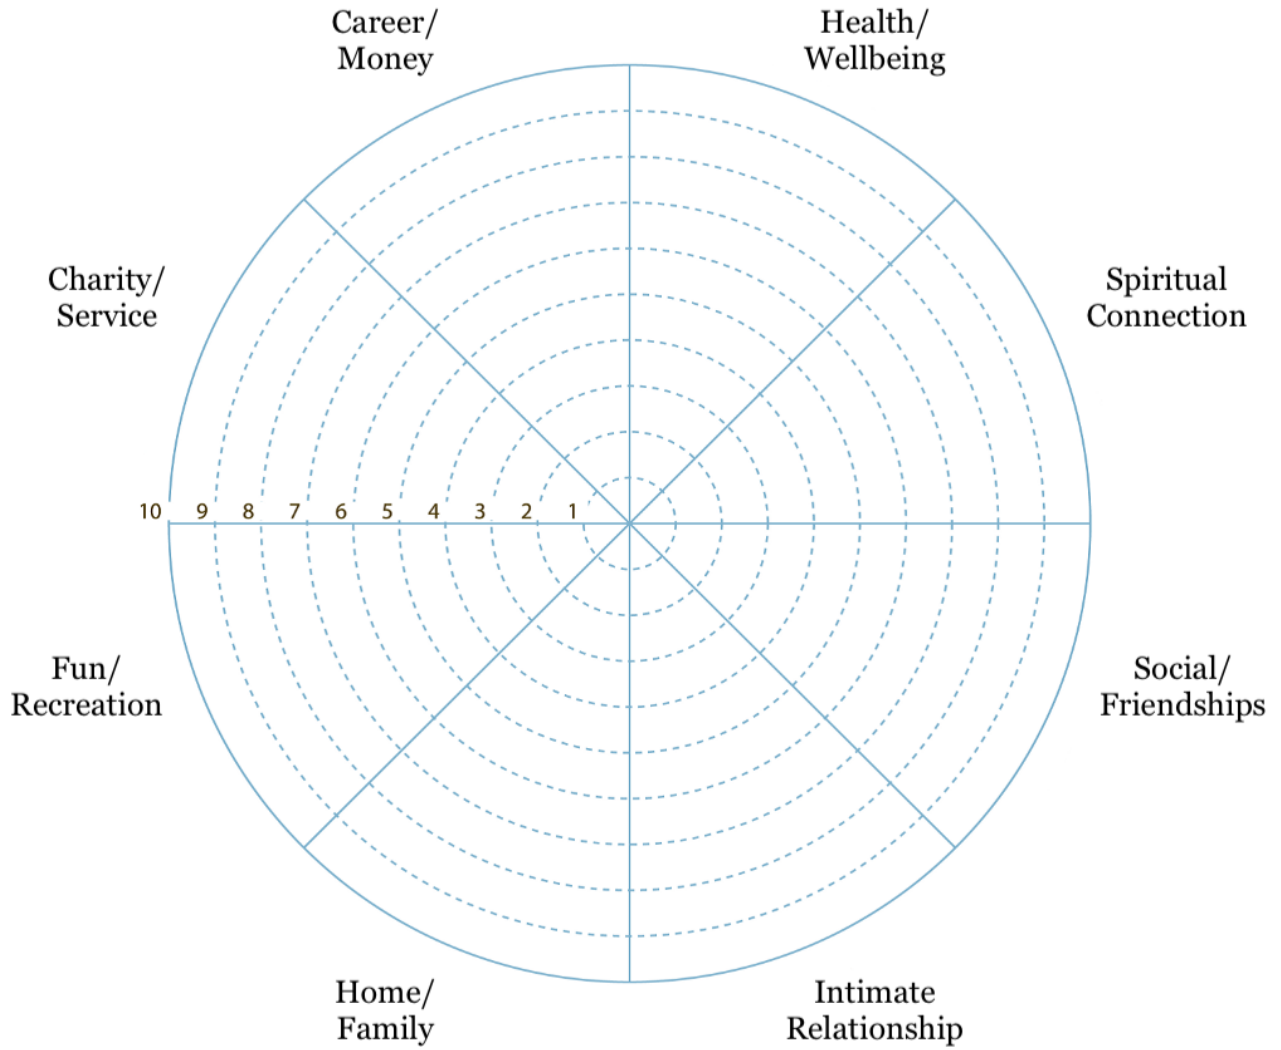 Career/
Money
Health/
Wellbeing
Charity/
Service
Spiritual
Connection
10 9 8 7 6 5 4 3 2 1
Fun/
Recreation
Social/
Friendships
Home/
Family
Intimate
Relationship